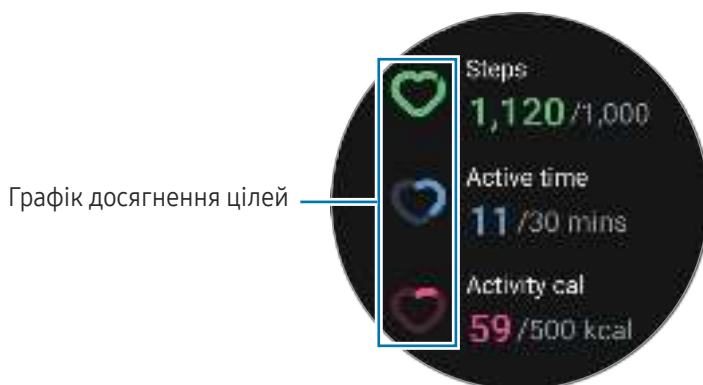 Графік досягнення цілей
Steps
1,120/1,000
Active time
11/30 mins
Activity cal
59/500 kcal